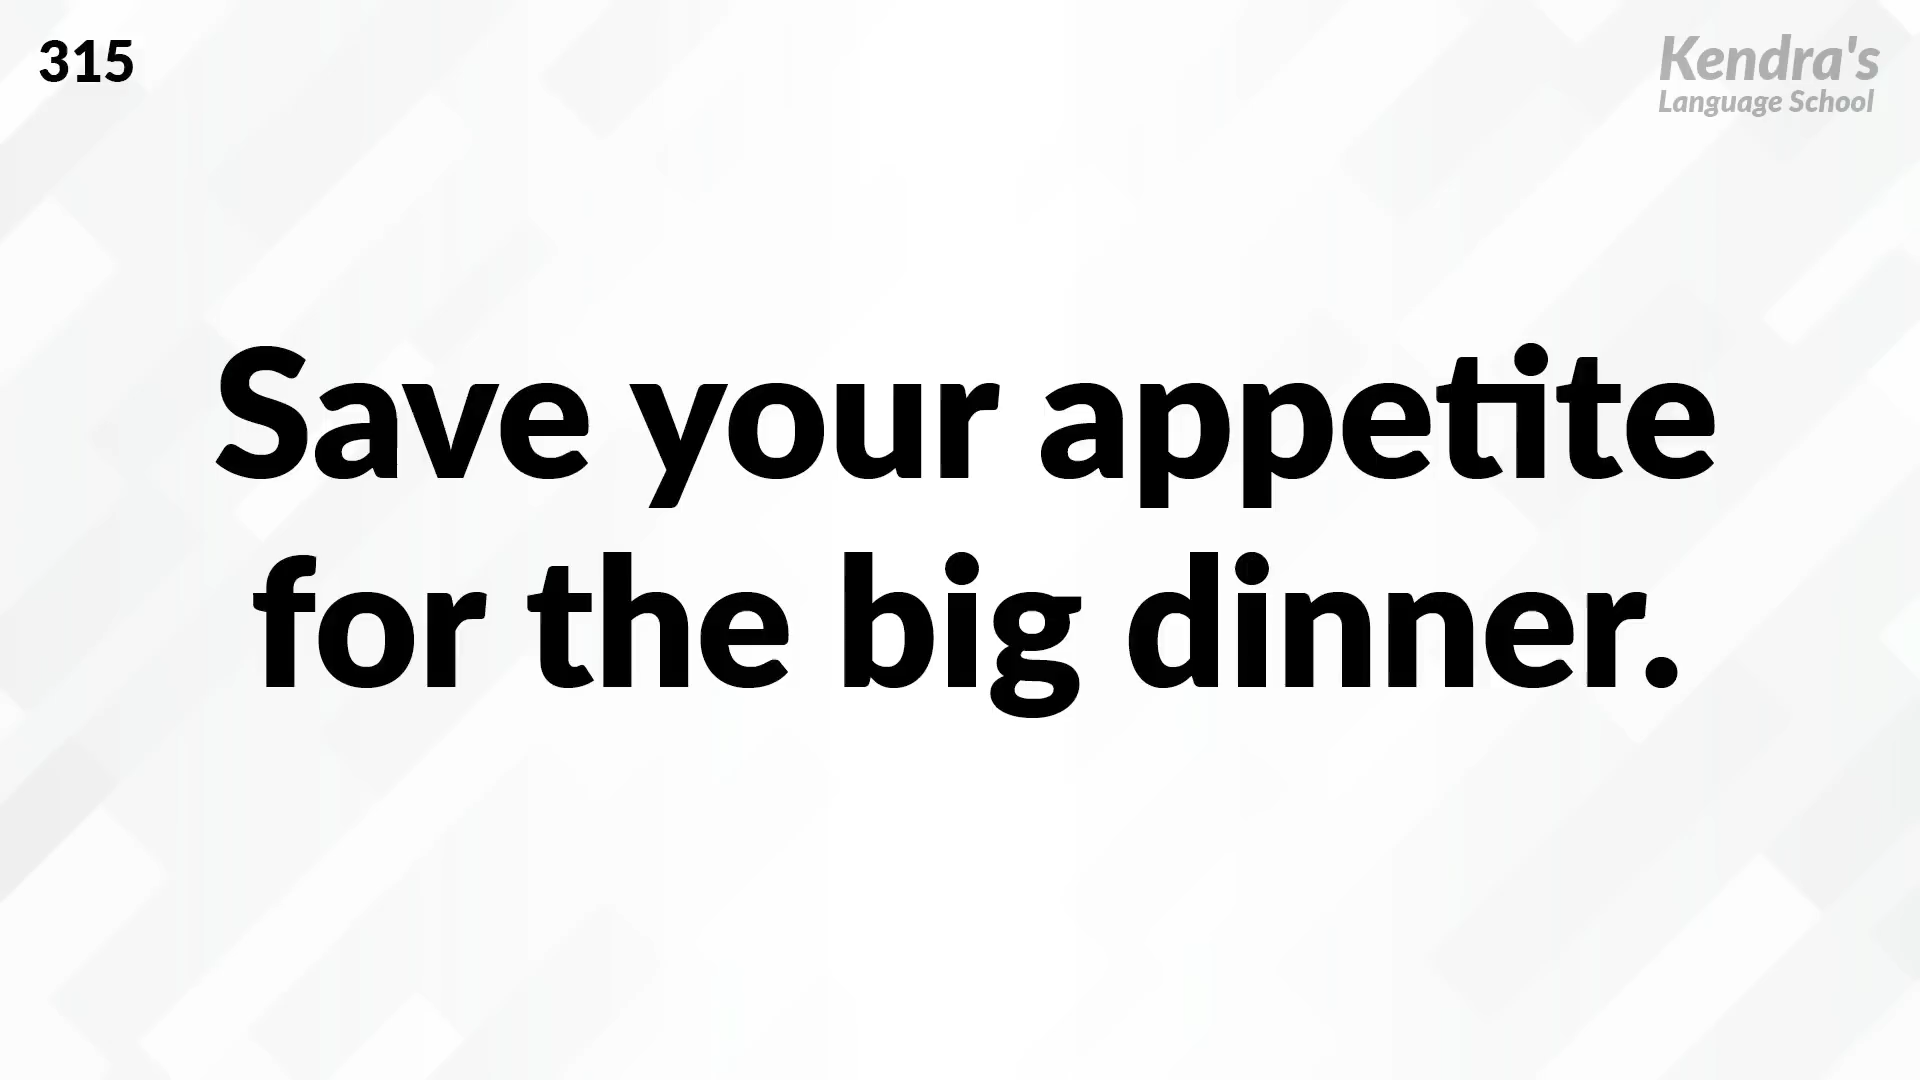 315
Kendra's
Language School
Save your appetite
for the big dinner.